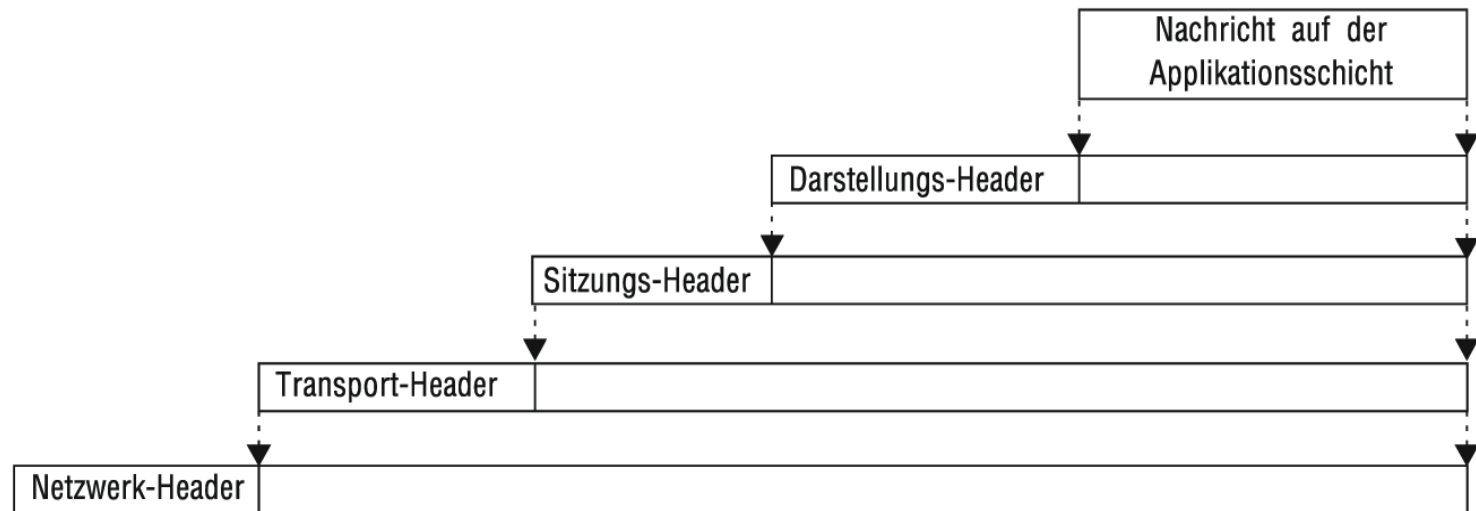 Nachricht auf der
Applikationsschicht
Darstellungs-Header
Sitzungs-Header
Transport-Header
Netzwerk-Header